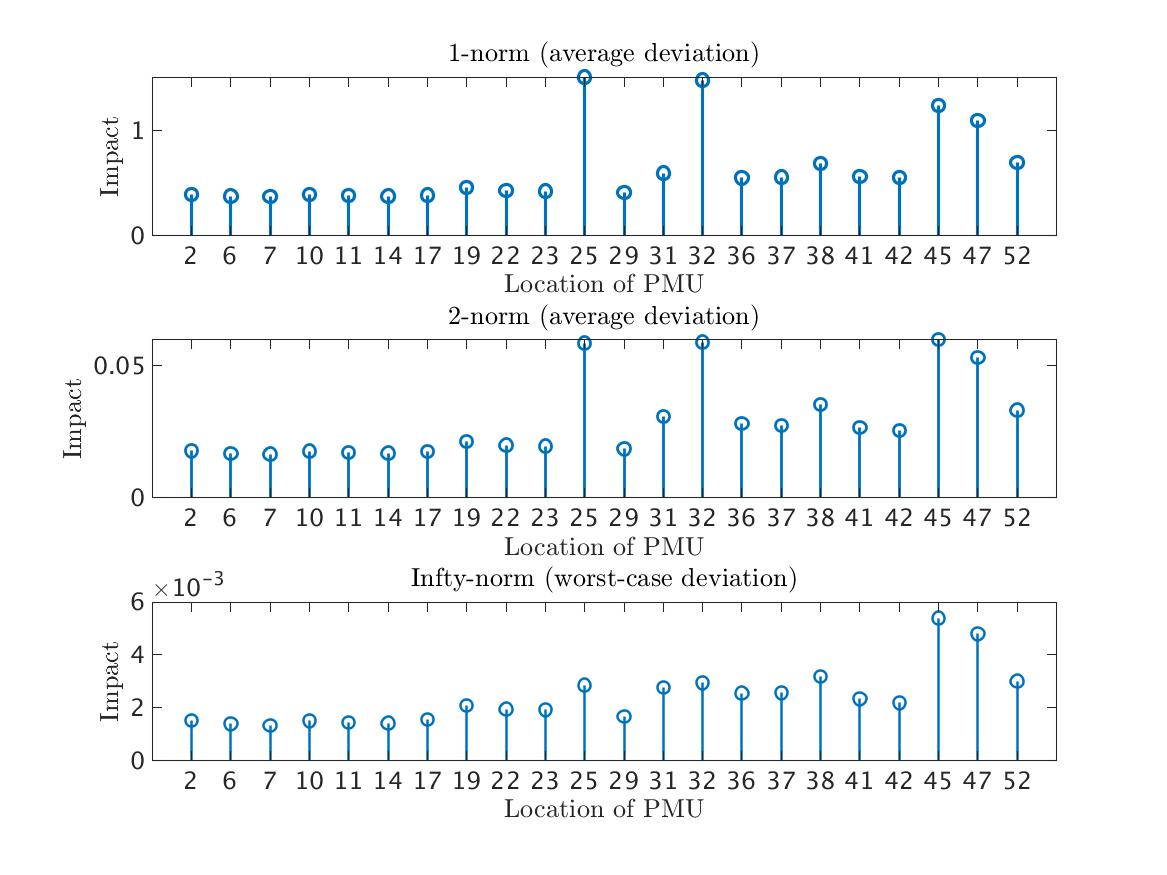 1-norm (average deviation)
Impact
1
0
2 6 7 10 11 14 17 19 22 23 25 29 31 32 36 37 38 41 42 45 47 52
Location of PMU
2-norm (average deviation)
Impact
0.05
0
2 6 7 10 11 14 17 19 22 23 25 29 31 32 36 37 38 41 42 45 47 52
Location of PMU
Infty-norm (worst-case deviation)
×10⁻³
Impact
6
4
2
0
2 6 7 10 11 14 17 19 22 23 25 29 31 32 36 37 38 41 42 45 47 52
Location of PMU